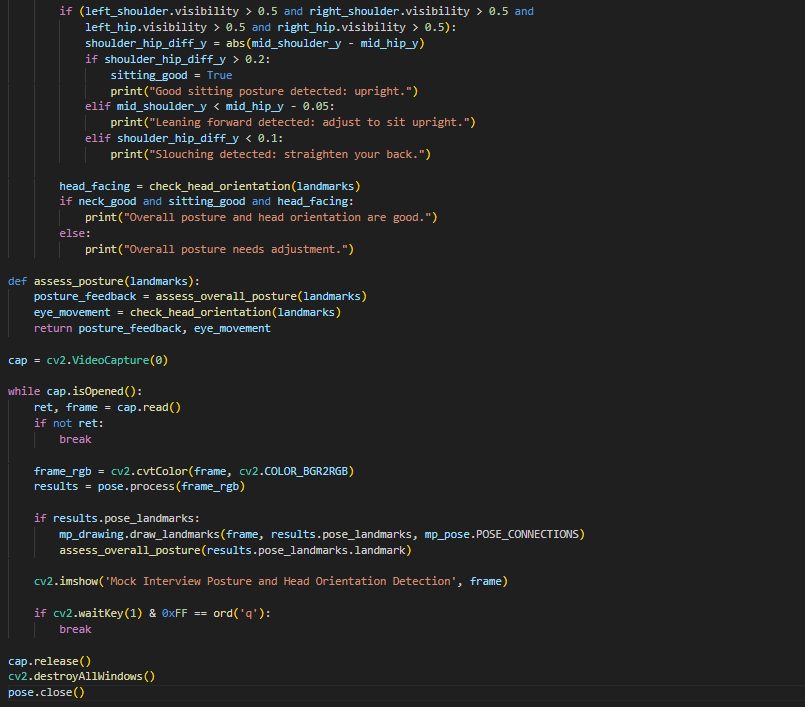 if (left_shoulder.visibility > 0.5 and right_shoulder.visibility > 0.5 and
left_hip.visibility > 0.5 and right_hip.visibility > 0.5):
shoulder_hip_diff_y = abs(mid_shoulder_y - mid_hip_y)
if shoulder_hip_diff_y > 0.2:
sitting_good = True
print("Good sitting posture detected: upright.")
elif mid_shoulder_y < mid_hip_y - 0.05:
print("Leaning forward detected: adjust to sit upright.")
elif shoulder_hip_diff_y < 0.1:
print("Slouching detected: straighten your back.")
head_facing = check_head_orientation(landmarks)
if neck_good and sitting_good and head_facing:
print("Overall posture and head orientation are good.")
else:
print("Overall posture needs adjustment.")
def assess_posture(landmarks):
posture_feedback = assess_overall_posture(landmarks)
eye_movement = check_head_orientation(landmarks)
return posture_feedback, eye_movement
cap = cv2.VideoCapture(0)
while cap.isOpened():
ret, frame = cap.read()
if not ret:
break
frame_rgb = cv2.cvtColor(frame, cv2.COLOR_BGR2RGB)
results = pose.process(frame_rgb)
if results.pose_landmarks:
mp_drawing.draw_landmarks(frame, results.pose_landmarks, mp_pose.POSE_CONNECTIONS)
assess_overall_posture(results.pose_landmarks.landmark)
cv2.imshow('Mock Interview Posture and Head Orientation Detection', frame)
if cv2.waitKey(1) & 0xFF == ord('q'):
break
cap.release()
cv2.destroyAllWindows()
pose.close()